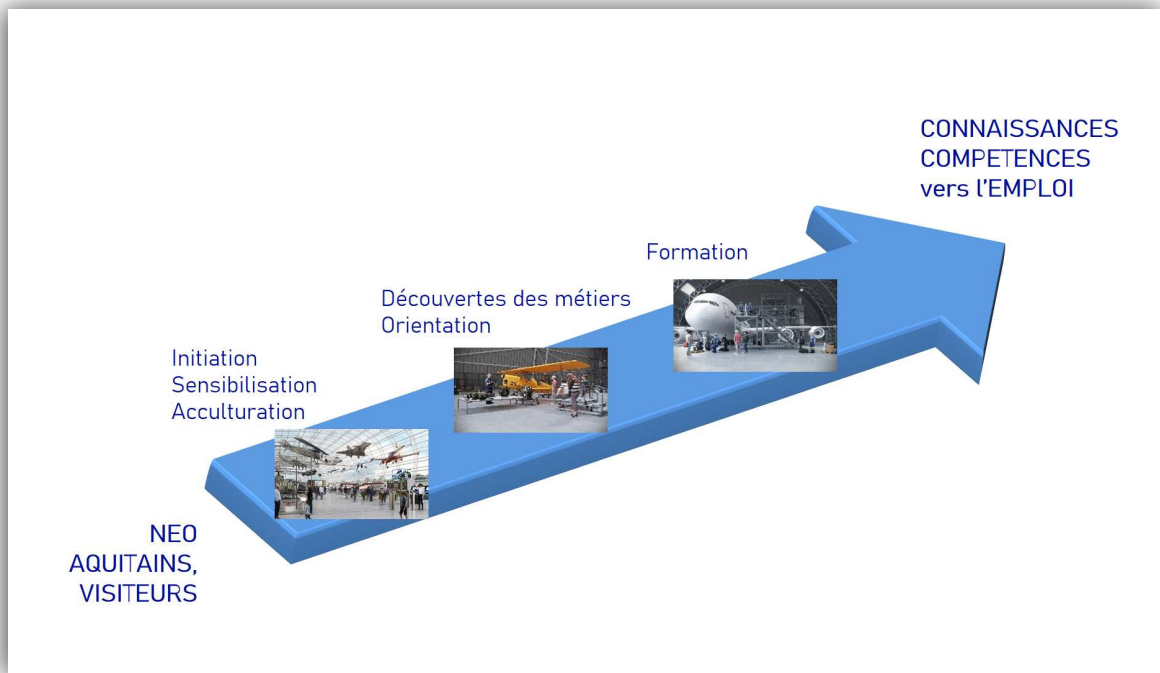 CONNAISSANCES
COMPETENCES
vers l'EMPLOI
Formation
Découvertes des métiers
Orientation
Initiation
Sensibilisation
Acculturation
NEO
AQUITAINS,
VISITEURS